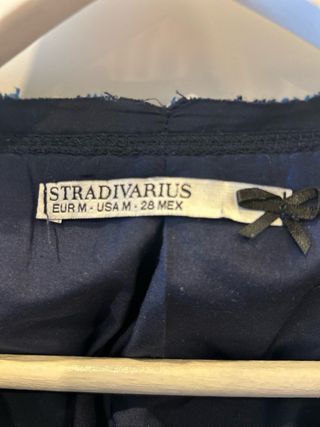 STRADIVARIUS
EUR M - USA M - 28 MEX